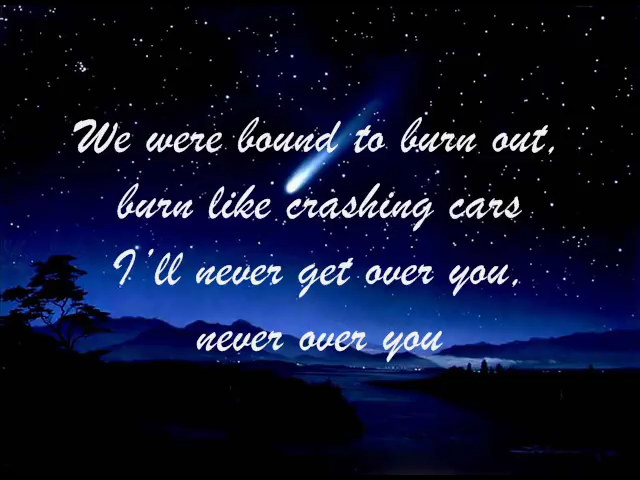 We were bound to burn out,
burn like crashing cars
I'll never get over you,
never over you